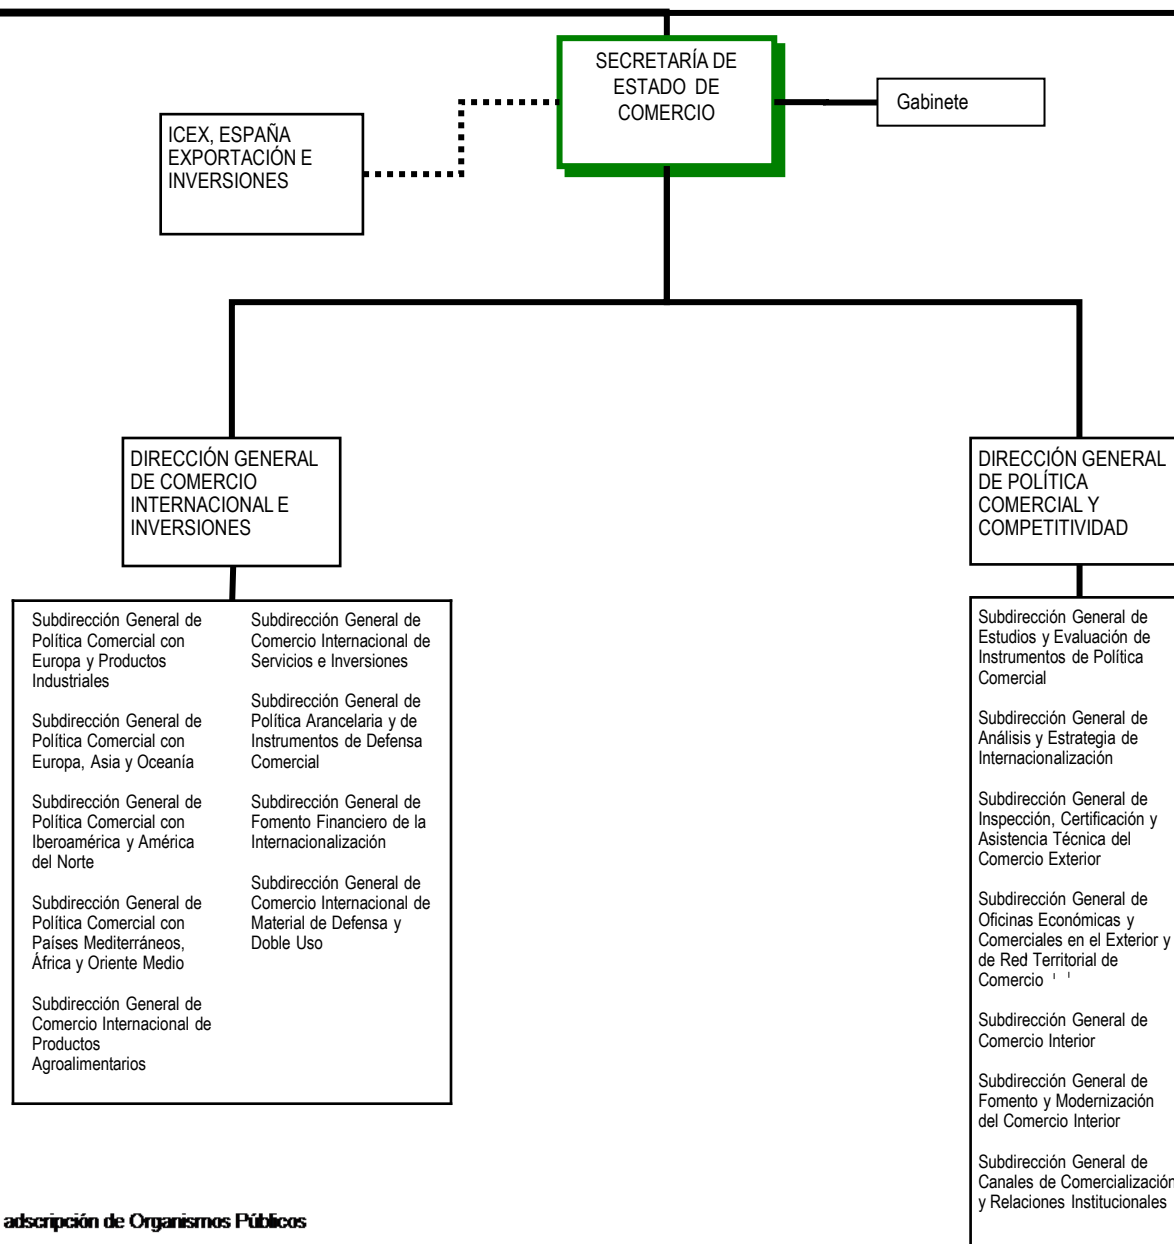 SECRETARÍA DE
ESTADO DE
COMERCIO
Gabinete
ICEX, ESPAÑA
EXPORTACIÓN E
INVERSIONES
DIRECCIÓN GENERAL
DE COMERCIO
INTERNACIONAL E
INVERSIONES
DIRECCIÓN GENERAL
DE POLÍTICA
COMERCIAL Y
COMPETITIVIDAD
Subdirección General de
Política Comercial con
Europa y Productos
Industriales
Subdirección General de
Política Comercial con
Europa, Asia y Oceanía
Subdirección General de
Política Comercial con
Iberoamérica y América
del Norte
Subdirección General de
Política Comercial con
Países Mediterráneos,
África y Oriente Medio
Subdirección General de
Comercio Internacional de
Productos
Agroalimentarios
Subdirección General de
Comercio Internacional de
Servicios e Inversiones
Subdirección General de
Política Arancelaria y de
Instrumentos de Defensa
Comercial
Subdirección General de
Fomento Financiero de la
Internacionalización
Subdirección General de
Comercio Internacional de
Material de Defensa y
Doble Uso
Subdirección General de
Estudios y Evaluación de
Instrumentos de Política
Comercial
Subdirección General de
Análisis y Estrategia de
Internacionalización
Subdirección General de
Inspección, Certificación y
Asistencia Técnica del
Comercio Exterior
Subdirección General de
Oficinas Económicas y
Comerciales en el Exterior y
de Red Territorial de
Comercio
Subdirección General de
Comercio Interior
Subdirección General de
Fomento y Modernización
del Comercio Interior
Subdirección General de
Canales de Comercialización
y Relaciones Institucionales
adscripción de Organismos Públicos